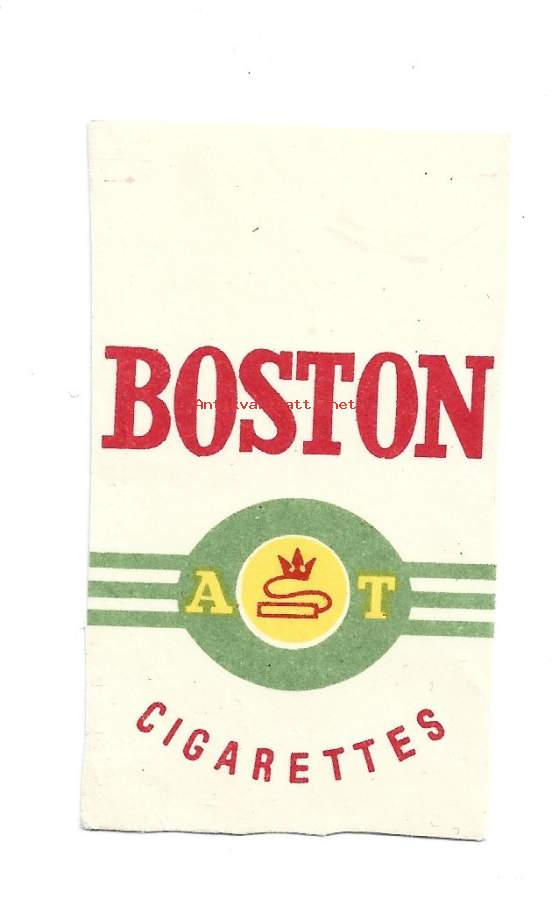 BOSTON
Antikvariaatti.net
A T
CIGARETTES